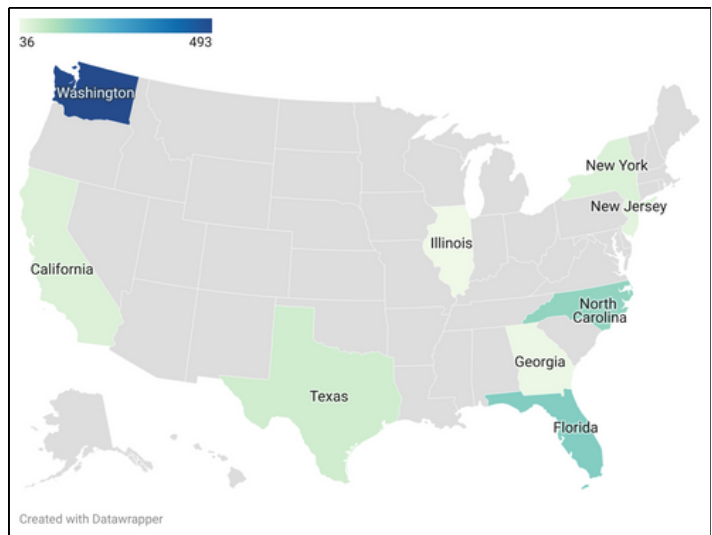 36
493
Washington
New York
New Jersey
Illinois
California
North
Carolina
Georgia
Texas
Florida
Created with Datawrapper